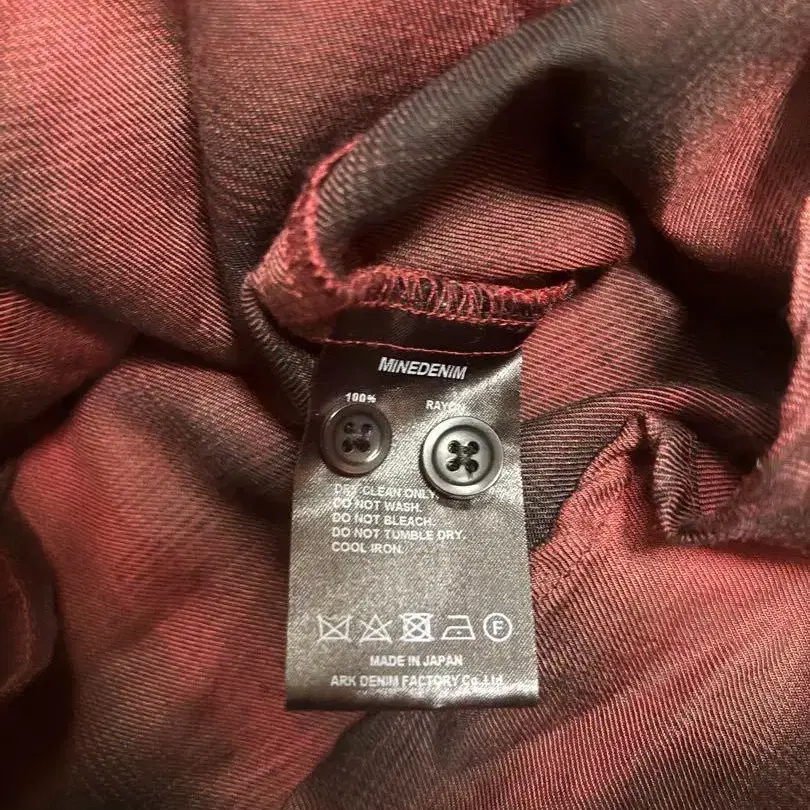 MINEDENIM
100%
DRY CLEAN ONLY.
DO NOT WASH.
DO NOT BLEACH.
DO NOT TUMBLE DRY.
COOL IRON.
F
MADE IN JAPAN
ARK DENIM FACTORY Co.,Ltd.